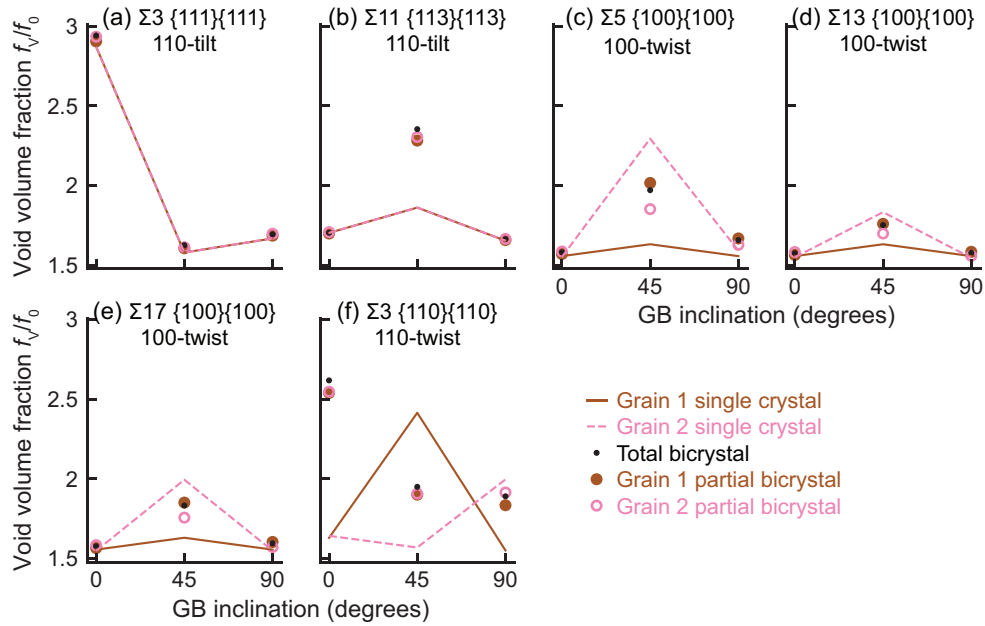 (a) Σ3 {111}{111}
110-tilt
(b) Σ11 {113}{113}
110-tilt
(c) Σ5 {100}{100}
100-twist
(d) Σ13 {100}{100}
100-twist
Void volume fraction fV/f0
3
2.5
2
1.5
0 45 90
0 45 90
GB inclination (degrees)
(e) Σ17 {100}{100}
100-twist
(f) Σ3 {110}{110}
110-twist
Void volume fraction fV/f0
3
2.5
2
1.5
0 45 90
0 45 90
GB inclination (degrees)
Grain 1 single crystal
Grain 2 single crystal
Total bicrystal
Grain 1 partial bicrystal
Grain 2 partial bicrystal